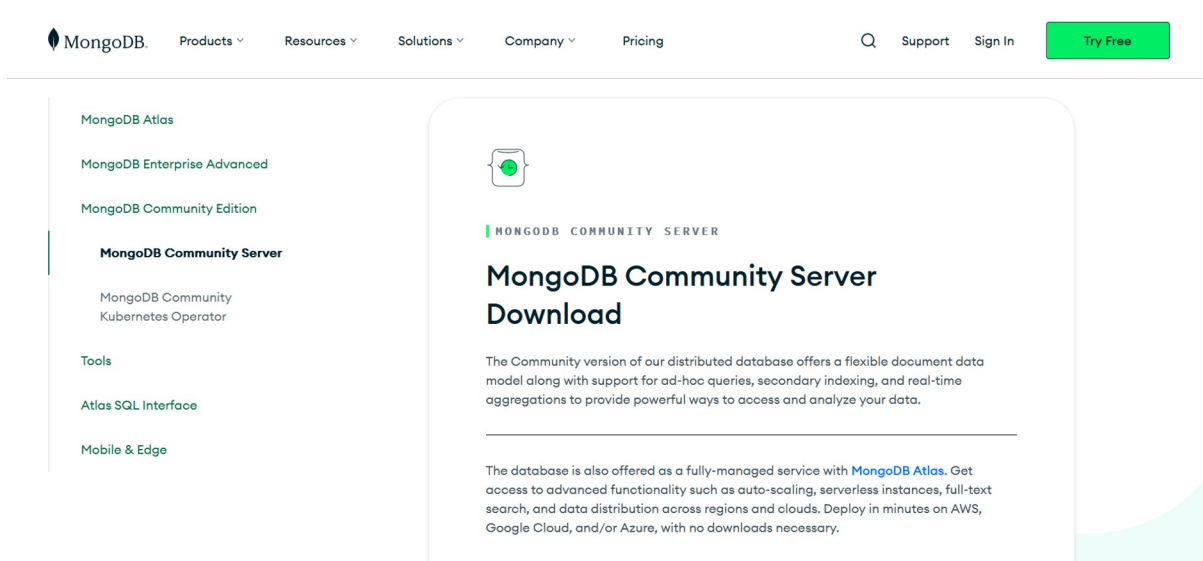 MongoDB.
Products
Resources
Solutions
Company
Pricing
Support
Sign In
Try Free
MongoDB Atlas
MongoDB Enterprise Advanced
MongoDB Community Edition
MongoDB Community Server
MongoDB Community
Kubernetes Operator
Tools
Atlas SQL Interface
Mobile & Edge
MONGODB COMMUNITY SERVER
MongoDB Community Server
Download
The Community version of our distributed database offers a flexible document data
model along with support for ad-hoc queries, secondary indexing, and real-time
aggregations to provide powerful ways to access and analyze your data.
The database is also offered as a fully-managed service with MongoDB Atlas. Get
access to advanced functionality such as auto-scaling, serverless instances, full-text
search, and data distribution across regions and clouds. Deploy in minutes on AWS,
Google Cloud, and/or Azure, with no downloads necessary.